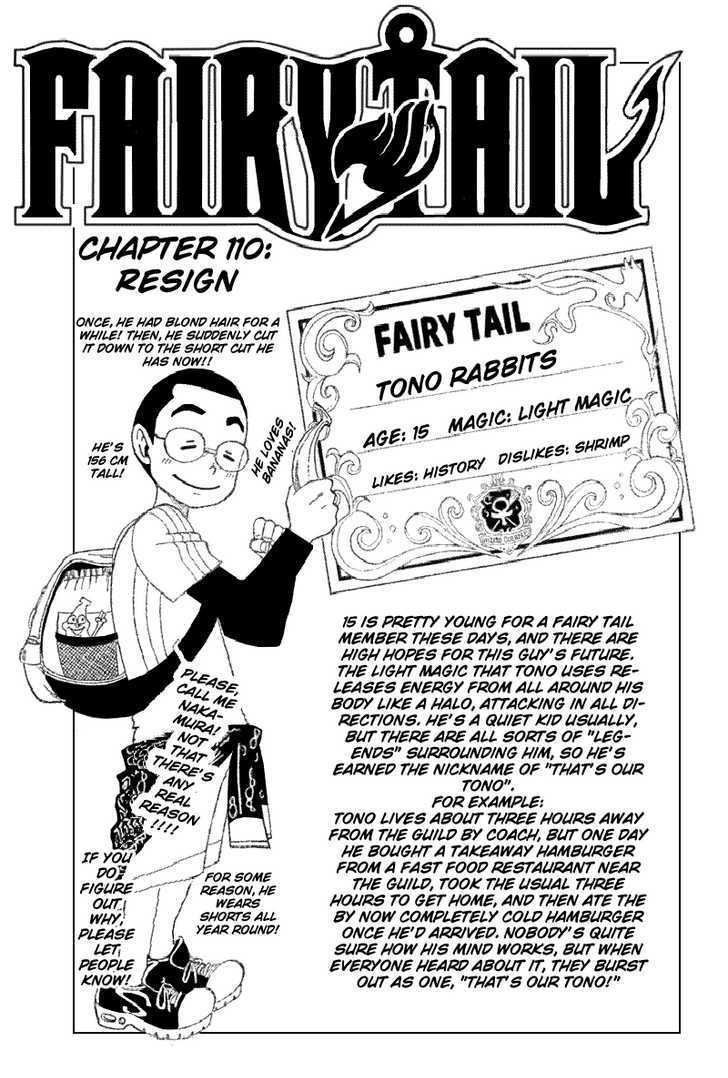 FAIRY TAIL
CHAPTER 110:
RESIGN
ONCE, HE HAD BLOND HAIR FOR A
WHILE! THEN, HE SUDDENLY CUT
IT DOWN TO THE SHORT CUT HE
HAS NOW!!
HE'S
156 CM
TALL!
HE LOVES
BANANAS!
FAIRY TAIL
TONO RABBITS
AGE: 15 MAGIC: LIGHT MAGIC
LIKES: HISTORY DISLIKES: SHRIMP
PLEASE,
CALL ME
NAKA-
MURA!
NOT
THAT
THERE'S
ANY
REAL
REASON
!!!!
IF YOU
DO
FIGURE
OUT
WHY,
PLEASE
LET
PEOPLE
KNOW!
FOR SOME
REASON, HE
WEARS
SHORTS ALL
YEAR ROUND!
15 IS PRETTY YOUNG FOR A FAIRY TAIL
MEMBER THESE DAYS, AND THERE ARE
HIGH HOPES FOR THIS GUY'S FUTURE.
THE LIGHT MAGIC THAT TONO USES RE-
LEASES ENERGY FROM ALL AROUND HIS
BODY LIKE A HALO, ATTACKING IN ALL DI-
RECTIONS. HE'S A QUIET KID USUALLY,
BUT THERE ARE ALL SORTS OF "LEG-
ENDS" SURROUNDING HIM, SO HE'S
EARNED THE NICKNAME OF "THAT'S OUR
TONO".
FOR EXAMPLE:
TONO LIVES ABOUT THREE HOURS AWAY
FROM THE GUILD BY COACH, BUT ONE DAY
HE BOUGHT A TAKEAWAY HAMBURGER
FROM A FAST FOOD RESTAURANT NEAR
THE GUILD, TOOK THE USUAL THREE
HOURS TO GET HOME, AND THEN ATE THE
BY NOW COMPLETELY COLD HAMBURGER
ONCE HE'D ARRIVED. NOBODY'S QUITE
SURE HOW HIS MIND WORKS, BUT WHEN
EVERYONE HEARD ABOUT IT, THEY BURST
OUT AS ONE, "THAT'S OUR TONO!"